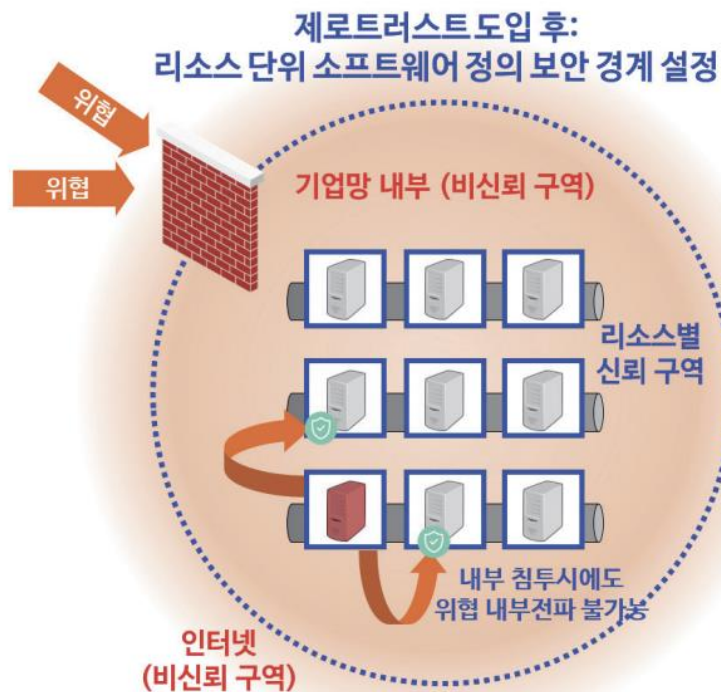 제로트러스트 도입 후:
리소스 단위 소프트웨어 정의 보안 경계 설정
위협
위협
기업망 내부 (비신뢰 구역)
리소스별
신뢰 구역
내부 침투시에도
위협 내부전파 불가능
인터넷
(비신뢰 구역)